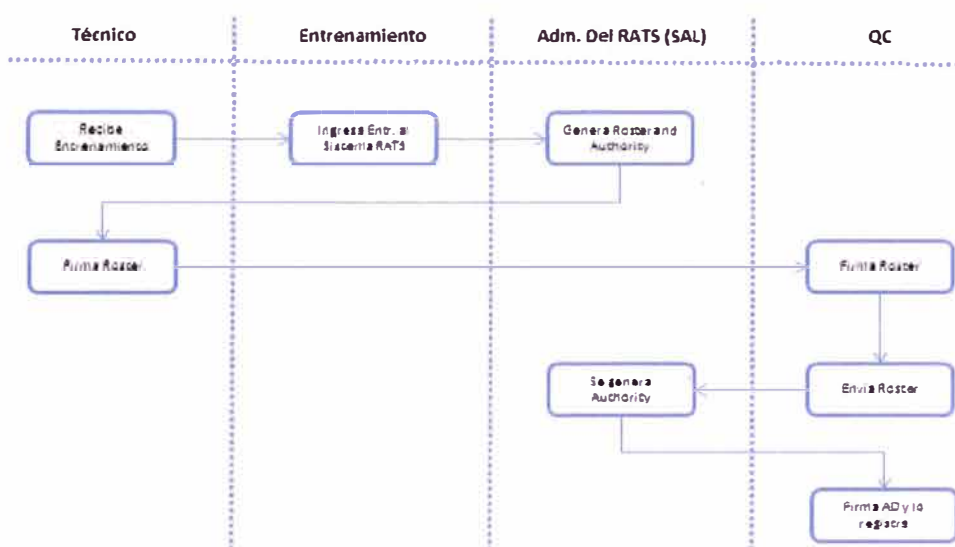 Técnico
Entrenamiento
Adm. Del RATS (SAL)
QC
Recibe
Entrenamiento
Ingresa Entr. al
Sistema RATS
Genera Roster and
Authority
Firma Roster.
Firma Roster
Se genera
Authority
Envia Roster
Firma AD y lo
registra